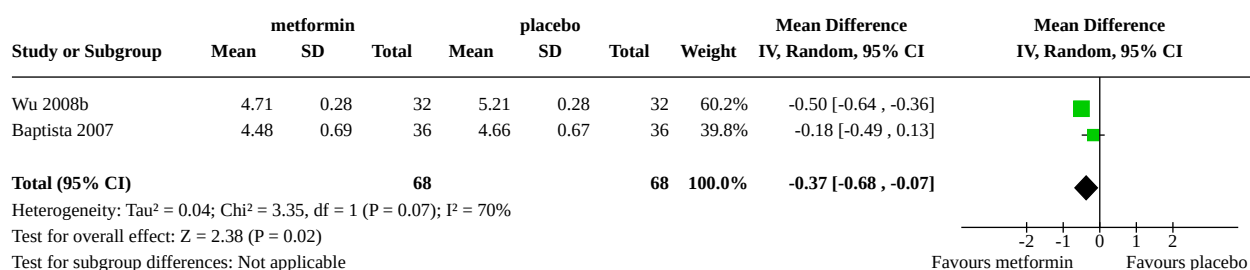 metformin placebo Mean Difference Mean Difference
Study or Subgroup Mean SD Total Mean SD Total Weight IV, Random, 95% CI IV, Random, 95% CI
Wu 2008b 4.71 0.28 32 5.21 0.28 32 60.2% -0.50 [-0.64 , -0.36]
Baptista 2007 4.48 0.69 36 4.66 0.67 36 39.8% -0.18 [-0.49 , 0.13]
Total (95% CI) 68 68 100.0% -0.37 [-0.68 , -0.07]
Heterogeneity: Tau² = 0.04; Chi² = 3.35, df = 1 (P = 0.07); I² = 70%
Test for overall effect: Z = 2.38 (P = 0.02) -2 -1 0 1 2
Test for subgroup differences: Not applicable Favours metformin Favours placebo